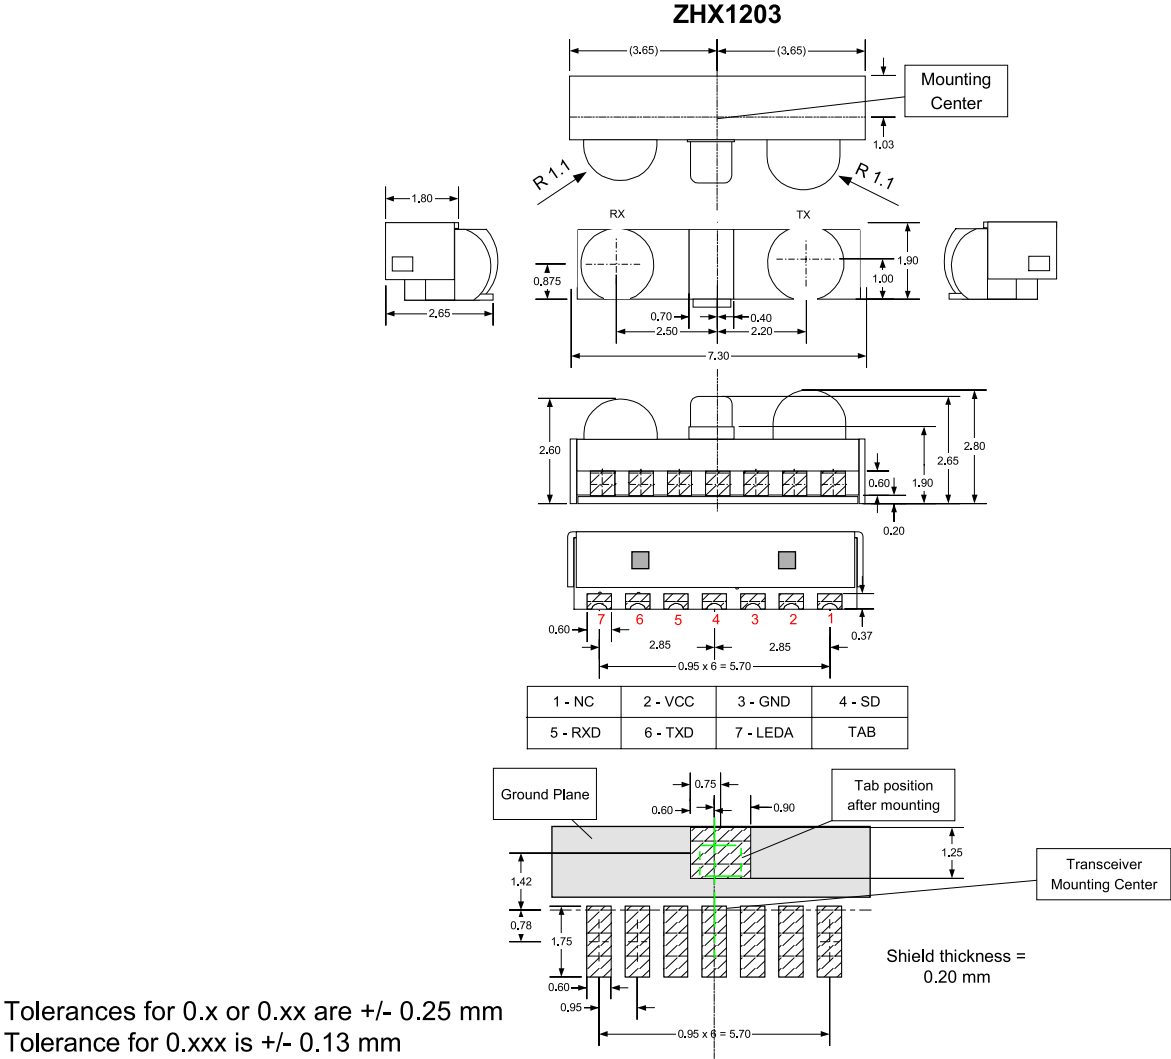 ZHX1203
(3.65) (3.65)
Mounting
Center
1.03
R 1.1 R 1.1
1.80
RX TX
0.875
1.90
1.00
2.65
0.70 0.40
2.50 2.20
7.30
2.60
2.80
2.65
0.60 1.90
0.20
7 6 5 4 3 2 1
0.60
0.37
2.85 2.85
0.95 x 6 = 5.70
1 - NC 2 - VCC 3 - GND 4 - SD
5 - RXD 6 - TXD 7 - LEDA TAB
Ground Plane
0.75
Tab position
after mounting
0.60 0.90
1.25
Transceiver
Mounting Center
1.42
0.78
1.75
Shield thickness =
0.20 mm
0.60
0.95
0.95 x 6 = 5.70
Tolerances for 0.x or 0.xx are +/- 0.25 mm
Tolerance for 0.xxx is +/- 0.13 mm